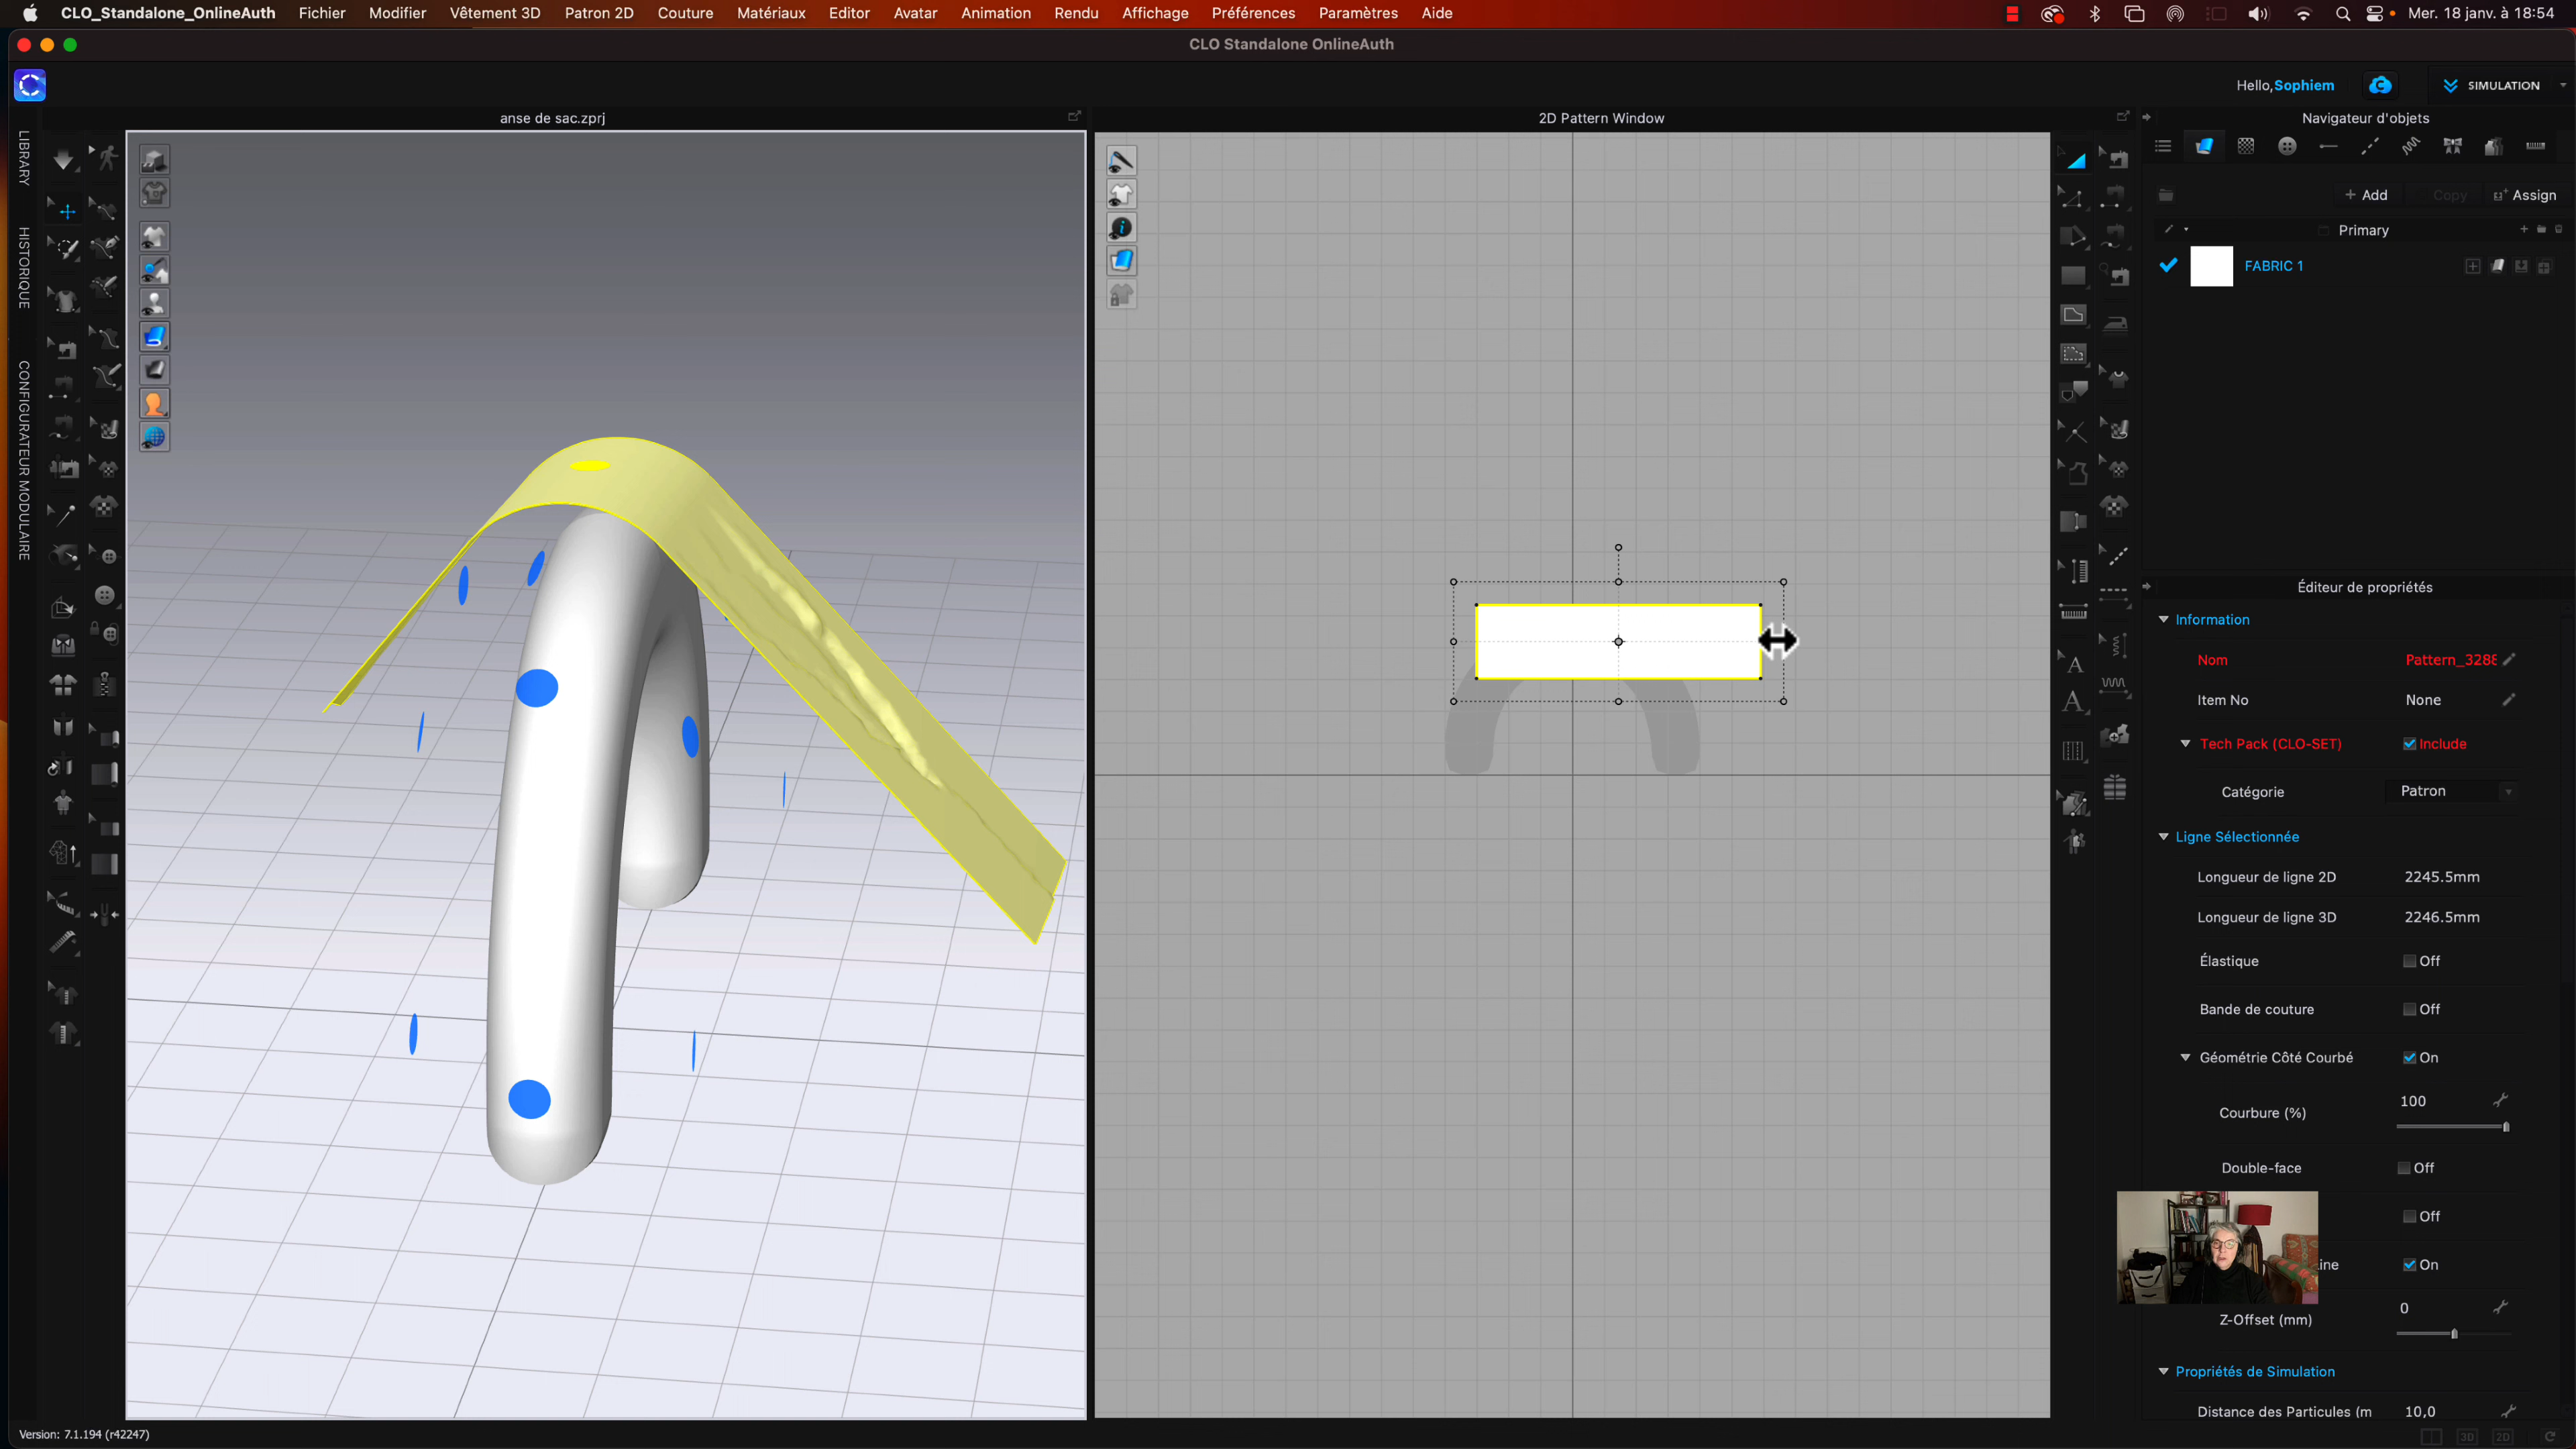 CLO_Standalone_OnlineAuth Fichier Modifier Vêtement 3D Patron 2D Couture Matériaux Editor Avatar Animation Rendu Affichage Préférences Paramètres Aide Mer. 18 janv. à 18:54
CLO Standalone OnlineAuth
Hello,Sophiem SIMULATION
anse de sac.zprj 2D Pattern Window Navigateur d'objets
LIBRARY
HISTORIQUE
CONFIGURATEUR MODULAIRE
+ Add Copy Assign
Primary
FABRIC 1
Éditeur de propriétés
Information
Nom Pattern_3288
Item No None
Tech Pack (CLO-SET) Include
Catégorie Patron
Ligne Sélectionnée
Longueur de ligne 2D 2245.5mm
Longueur de ligne 3D 2246.5mm
Élastique Off
Bande de couture Off
Géométrie Côté Courbé On
Courbure (%) 100
Double-face Off
Off
ine On
Z-Offset (mm) 0
Propriétés de Simulation
Distance des Particules (m 10,0
Version: 7.1.194 (r42247)
3D 2D